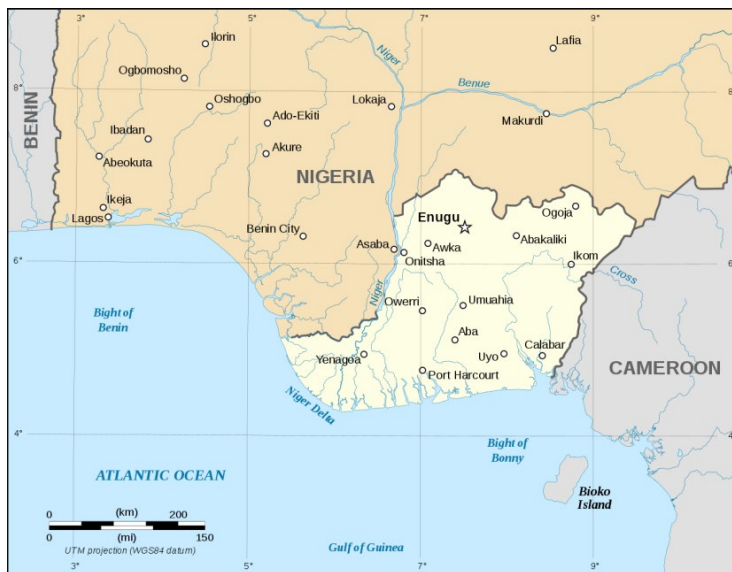 3°
5°
7°
9°
Ilorin
Lafia
Niger
Ogbomosho
8°
Benue
8°
Oshogbo
Lokaja
Makurdi
Ado-Ekiti
Ibadan
BENIN
Akure
Abeokuta
NIGERIA
Ikeja
Lagos
Enugu
Ogoja
Benin City
Abakaliki
Asaba
Awka
Onitsha
Ikom
6°
6°
Cross
Niger
Owerri
Umuahia
Bight of
Benin
Aba
Calabar
Yenagoa
Uyo
Port Harcourt
CAMEROON
Niger Delta
4°
4°
Bight of
Bonny
ATLANTIC OCEAN
Bioko
Island
0 (km) 200
0 (mi) 150
UTM projection (WGS84 datum)
Gulf of Guinea
3°
5°
7°
9°